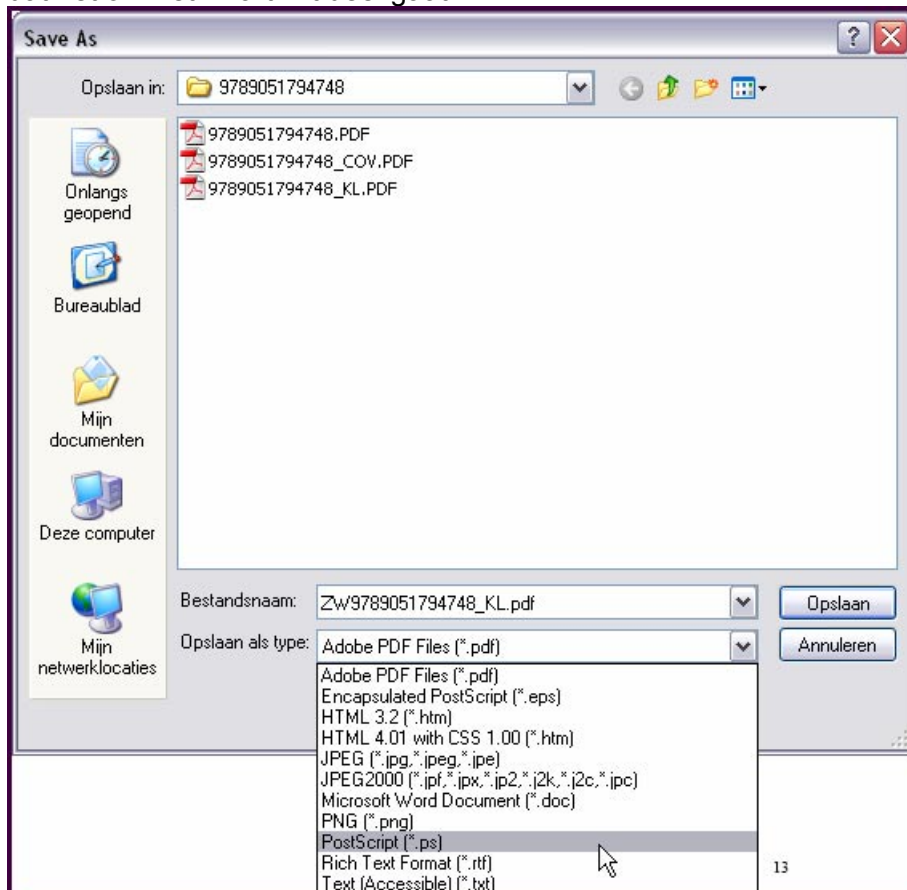 Save As
Opslaan in:
9789051794748
9789051794748.PDF
9789051794748_COV.PDF
9789051794748_KL.PDF
Onlangs
geopend
Bureaublad
Mijn
documenten
Deze computer
Mijn
netwerklocaties
Bestandsnaam:
ZW9789051794748_KL.pdf
Opslaan
Opslaan als type:
Adobe PDF Files (*.pdf)
Annuleren
Adobe PDF Files (*.pdf)
Encapsulated PostScript (*.eps)
HTML 3.2 (*.htm)
HTML 4.01 with CSS 1.00 (*.htm)
JPEG (*.jpg,*.jpeg,*.jpe)
JPEG2000 (*.jpf,*.jpx,*.jp2,*.j2k,*.j2c,*.jpc)
Microsoft Word Document (*.doc)
PNG (*.png)
PostScript (*.ps)
Rich Text Format (*.rtf)
Text (Accessible) (*.txt)
13